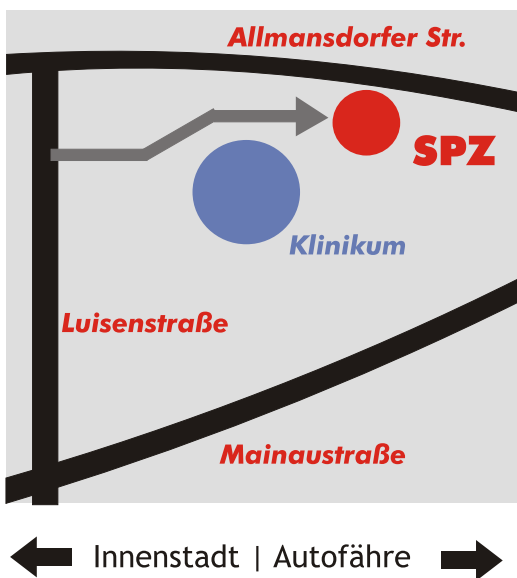 Allmansdorfer Str.
SPZ
Klinikum
Luisenstraße
Mainaustraße
Innenstadt | Autofähre